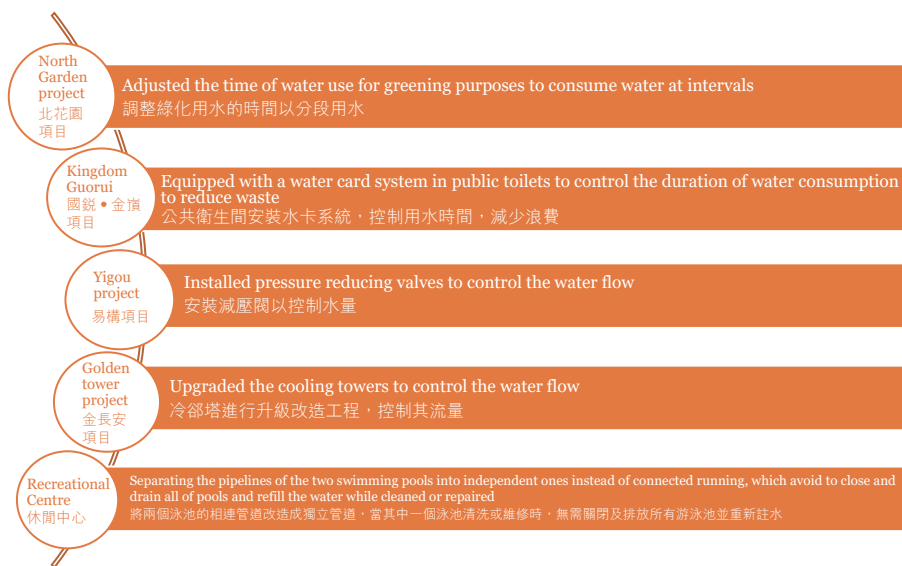 North
Garden
project
北花園
項目
Adjusted the time of water use for greening purposes to consume water at intervals
調整綠化用水的時間以分段用水
Kingdom
Guorui
國銳•金嵿
項目
Equipped with a water card system in public toilets to control the duration of water consumption
to reduce waste
公共衛生間安裝水卡系統，控制用水時間，減少浪費
Yigou
project
易構項目
Installed pressure reducing valves to control the water flow
安裝減壓閥以控制水量
Golden
tower
project
金長安
項目
Upgraded the cooling towers to control the water flow
冷卻塔進行升級改造工程，控制其流量
Recreational
Centre
休閒中心
Separating the pipelines of the two swimming pools into independent ones instead of connected running, which avoid to close and
drain all of pools and refill the water while cleaned or repaired
將兩個泳池的相連管道改造成獨立管道，當其中一個泳池清洗或維修時，無需關閉及排放所有游泳池並重新註水